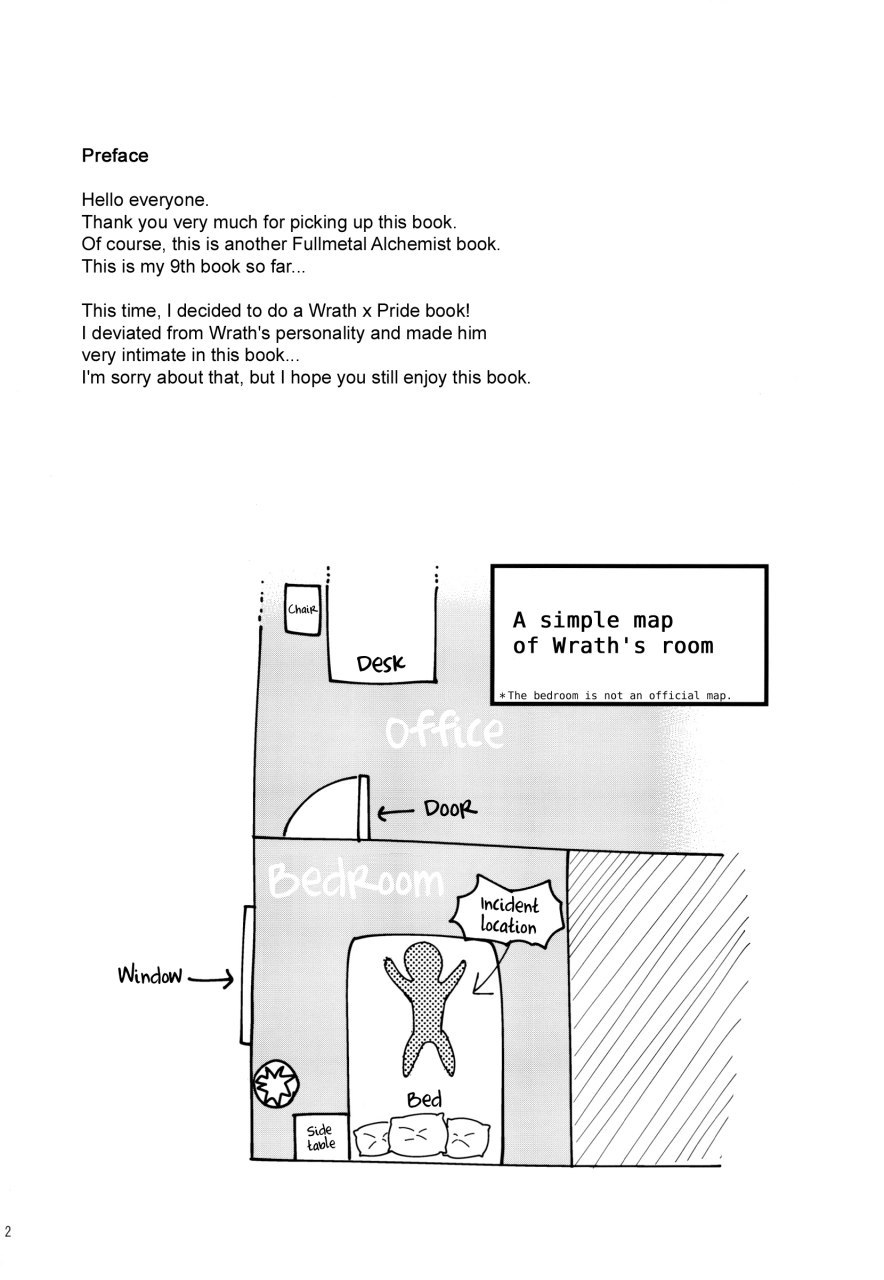 Preface
Hello everyone.
Thank you very much for picking up this book.
Of course, this is another Fullmetal Alchemist book.
This is my 9th book so far...
This time, I decided to do a Wrath x Pride book!
I deviated from Wrath's personality and made him
very intimate in this book...
I'm sorry about that, but I hope you still enjoy this book.
A simple map
of Wrath's room
*The bedroom is not an official map.
Chair
Desk
Office
Door
Bedroom
Incident
location
Window
Bed
Side
table
2